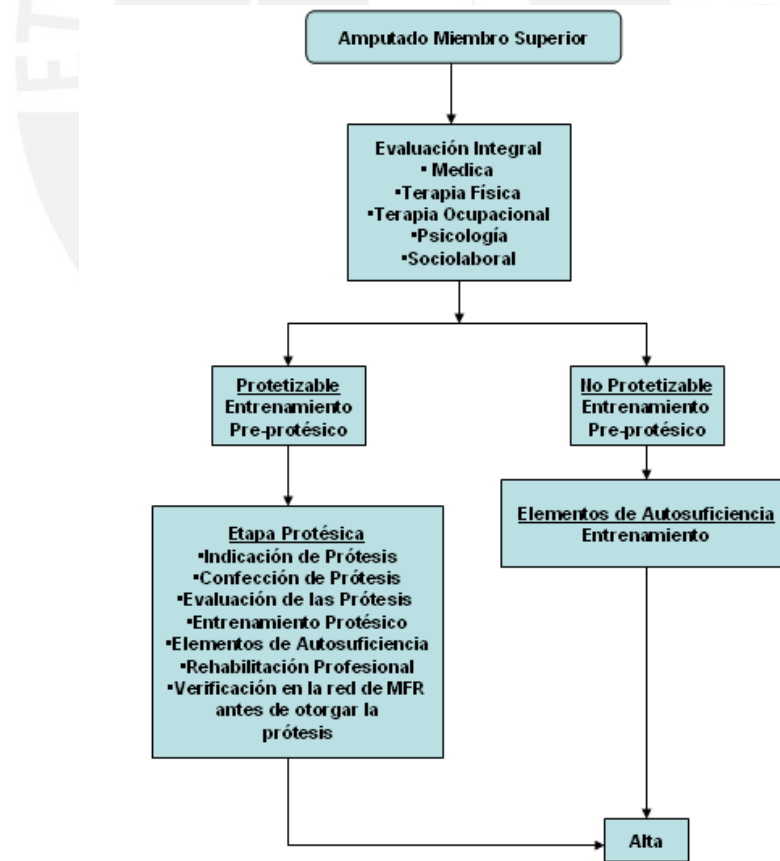 Amputado Miembro Superior
Evaluación Integral
▪ Medica
▪Terapia Física
▪Terapia Ocupacional
▪Psicología
▪Sociolaboral
Protetizable
Entrenamiento
Pre-protésico
No Protetizable
Entrenamiento
Pre-protésico
Etapa Protésica
▪Indicación de Prótesis
▪Confección de Prótesis
▪Evaluación de las Prótesis
▪Entrenamiento Protésico
▪Elementos de Autosuficiencia
▪Rehabilitación Profesional
▪Verificación en la red de MFR
antes de otorgar la
prótesis
Elementos de Autosuficiencia
Entrenamiento
Alta